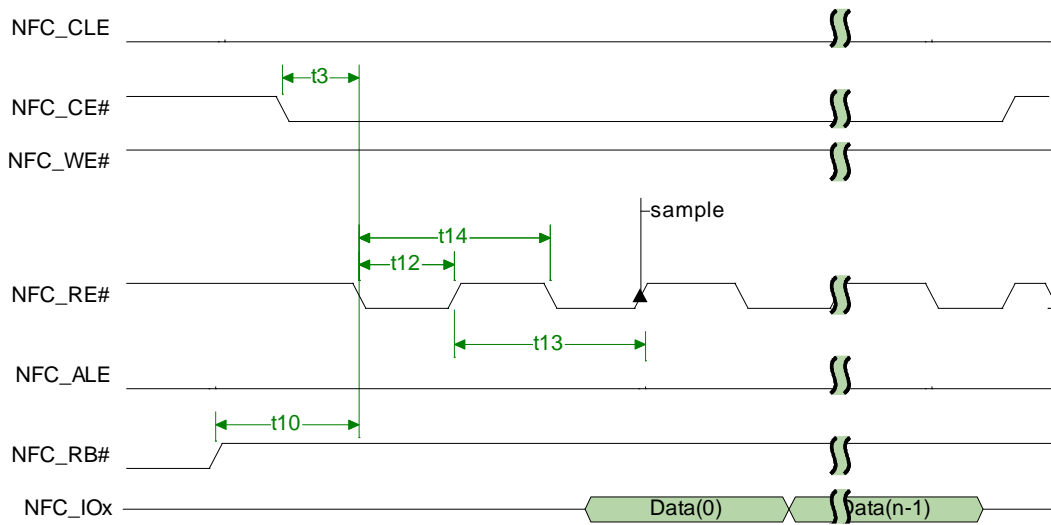 NFC_CLE
t3
NFC_CE#
NFC_WE#
sample
t14
t12
NFC_RE#
t13
NFC_ALE
t10
NFC_RB#
NFC_IOx
Data(0)
Data(n-1)